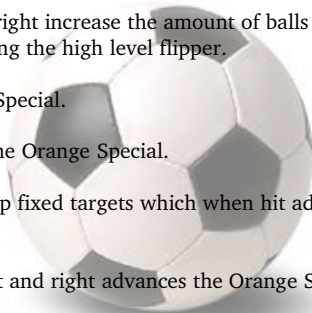 right increase the amount of balls
ng the high level flipper.
Special.
he Orange Special.
p fixed targets which when hit ad
t and right advances the Orange S